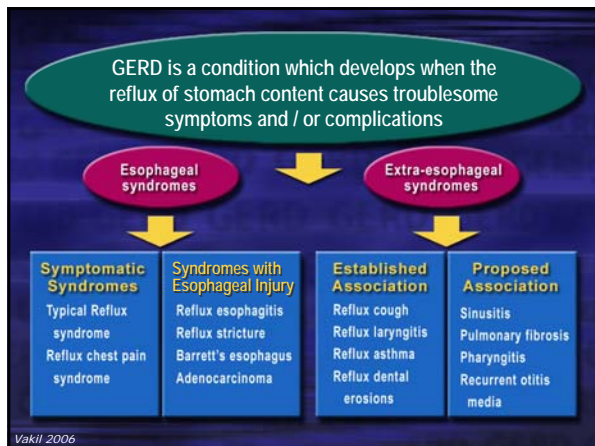 GERD is a condition which develops when the
reflux of stomach content causes troublesome
symptoms and / or complications
Esophageal
syndromes
Extra-esophageal
syndromes
Symptomatic
Syndromes
Typical Reflux
syndrome
Reflux chest pain
syndrome
Syndromes with
Esophageal Injury
Reflux esophagitis
Reflux stricture
Barrett's esophagus
Adenocarcinoma
Established
Association
Reflux cough
Reflux laryngitis
Reflux asthma
Reflux dental
erosions
Proposed
Association
Sinusitis
Pulmonary fibrosis
Pharyngitis
Recurrent otitis
media
Vakil 2006